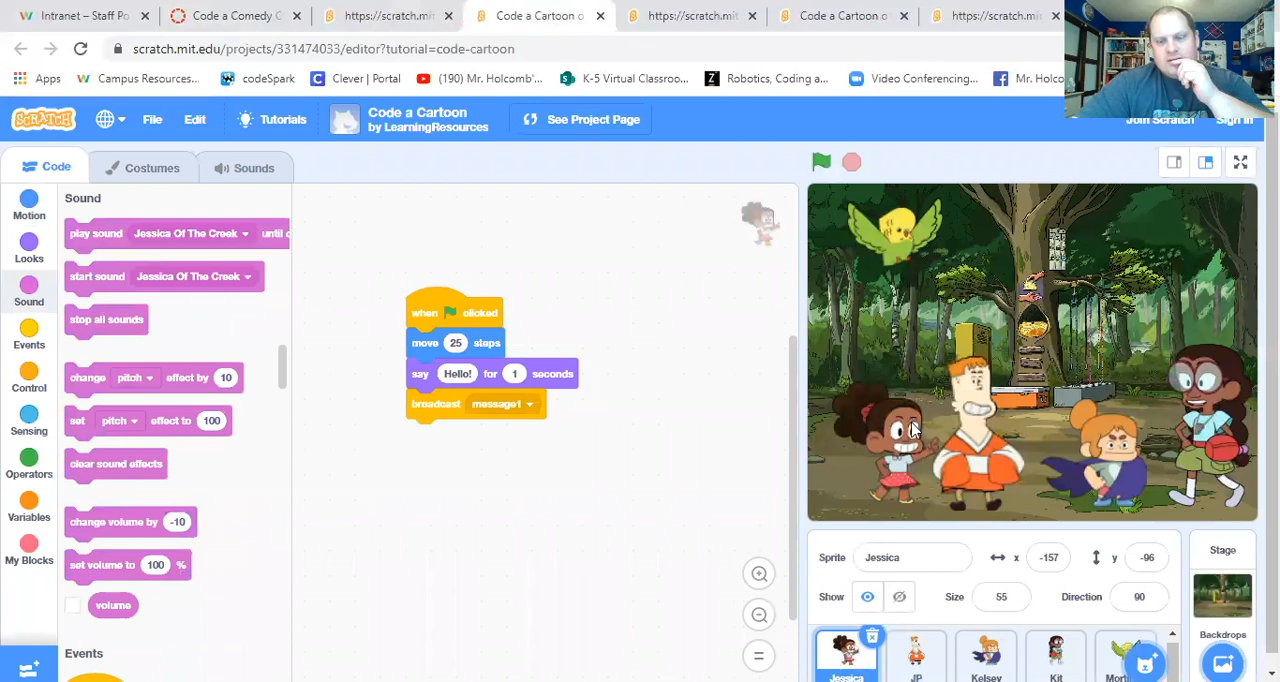 Intranet – Staff Po
Code a Comedy C
https://scratch.mit.
Code a Cartoon o
https://scratch.mit.
Code a Cartoon o
https://scratch.mit.
scratch.mit.edu/projects/331474033/editor?tutorial=code-cartoon
Apps
Campus Resources...
codeSpark
Clever | Portal
(190) Mr. Holcomb'...
K-5 Virtual Classroo...
Robotics, Coding a...
Video Conferencing...
Mr. Holco
SCRATCH
File
Edit
Tutorials
Code a Cartoon
by LearningResources
See Project Page
Join Scratch
Sign in
Code
Costumes
Sounds
Motion
Looks
Sound
Events
Control
Sensing
Operators
Variables
My Blocks
Sound
play sound Jessica Of The Creek until
start sound Jessica Of The Creek
stop all sounds
change pitch effect by 10
set pitch effect to 100
clear sound effects
change volume by -10
set volume to 100 %
volume
Events
when clicked
move 25 steps
say Hello! for 1 seconds
broadcast message1
Sprite Jessica x -157 y -96
Show Size 55 Direction 90
Stage
Backdrops
Jessica
JP
Kelsey
Kit
Mort